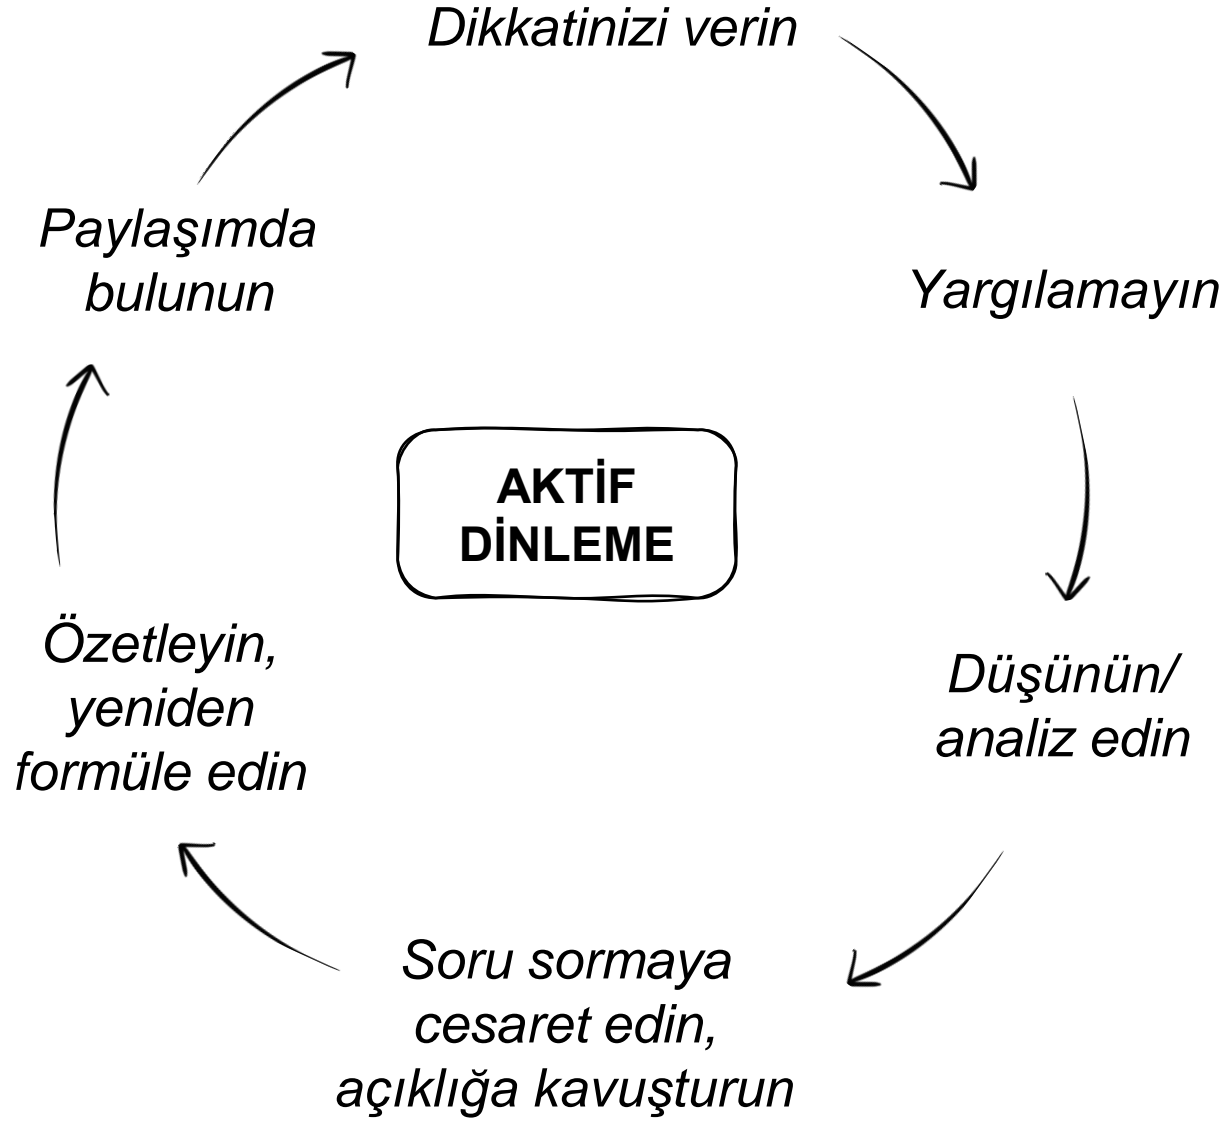 Dikkatinizi verin
Yargılamayın
Düşünün/
analiz edin
Soru sormaya
cesaret edin,
açıklığa kavuşturun
Özetleyin,
yeniden
formüle edin
Paylaşımda
bulunun
AKTİF
DİNLEME